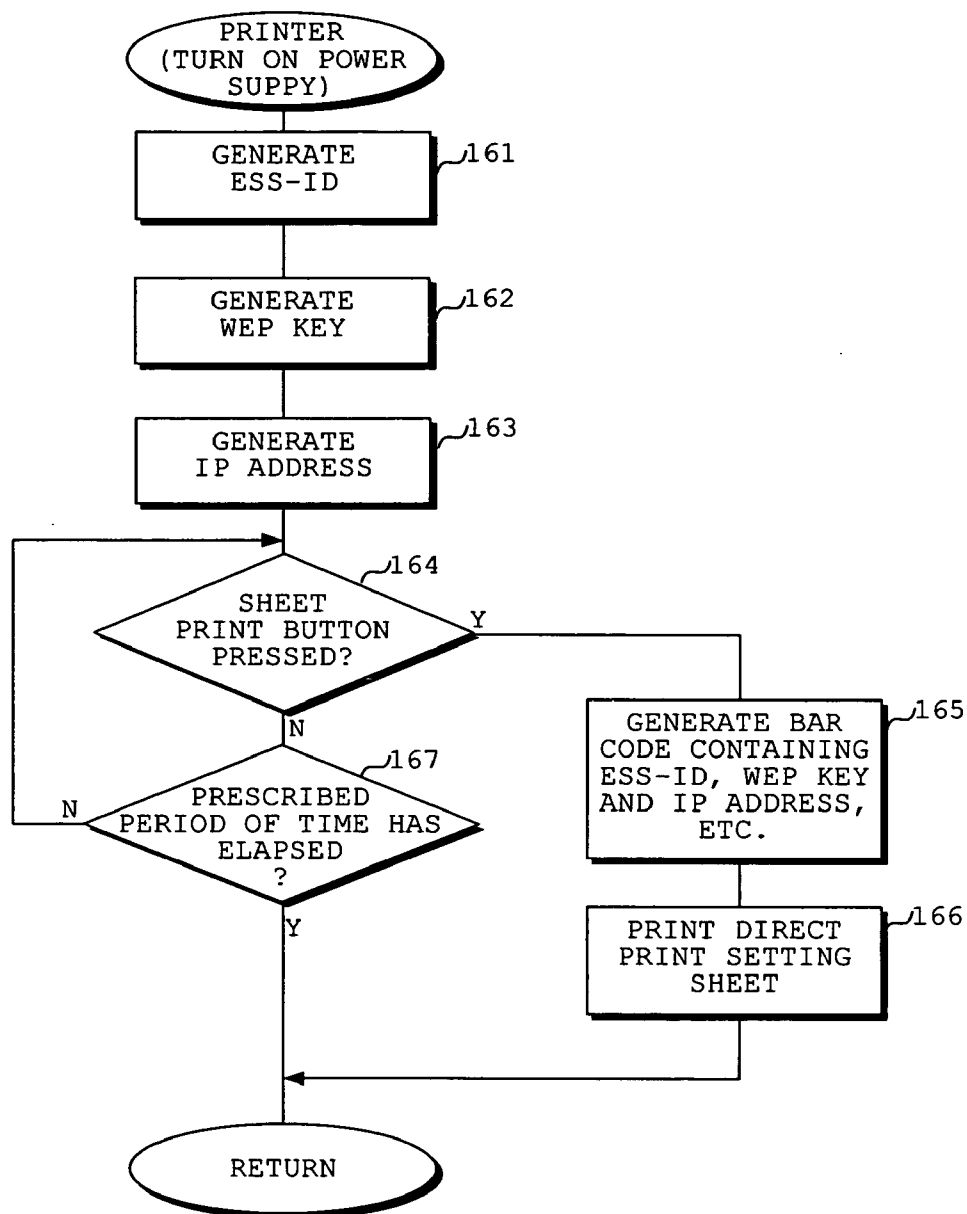 PRINTER
(TURN ON POWER
SUPPY)
GENERATE
ESS-ID
161
GENERATE
WEP KEY
162
GENERATE
IP ADDRESS
163
SHEET
PRINT BUTTON
PRESSED?
164
Y
N
GENERATE BAR
CODE CONTAINING
ESS-ID, WEP KEY
AND IP ADDRESS,
ETC.
165
PRESCRIBED
PERIOD OF TIME HAS
ELAPSED
?
167
N
Y
PRINT DIRECT
PRINT SETTING
SHEET
166
RETURN